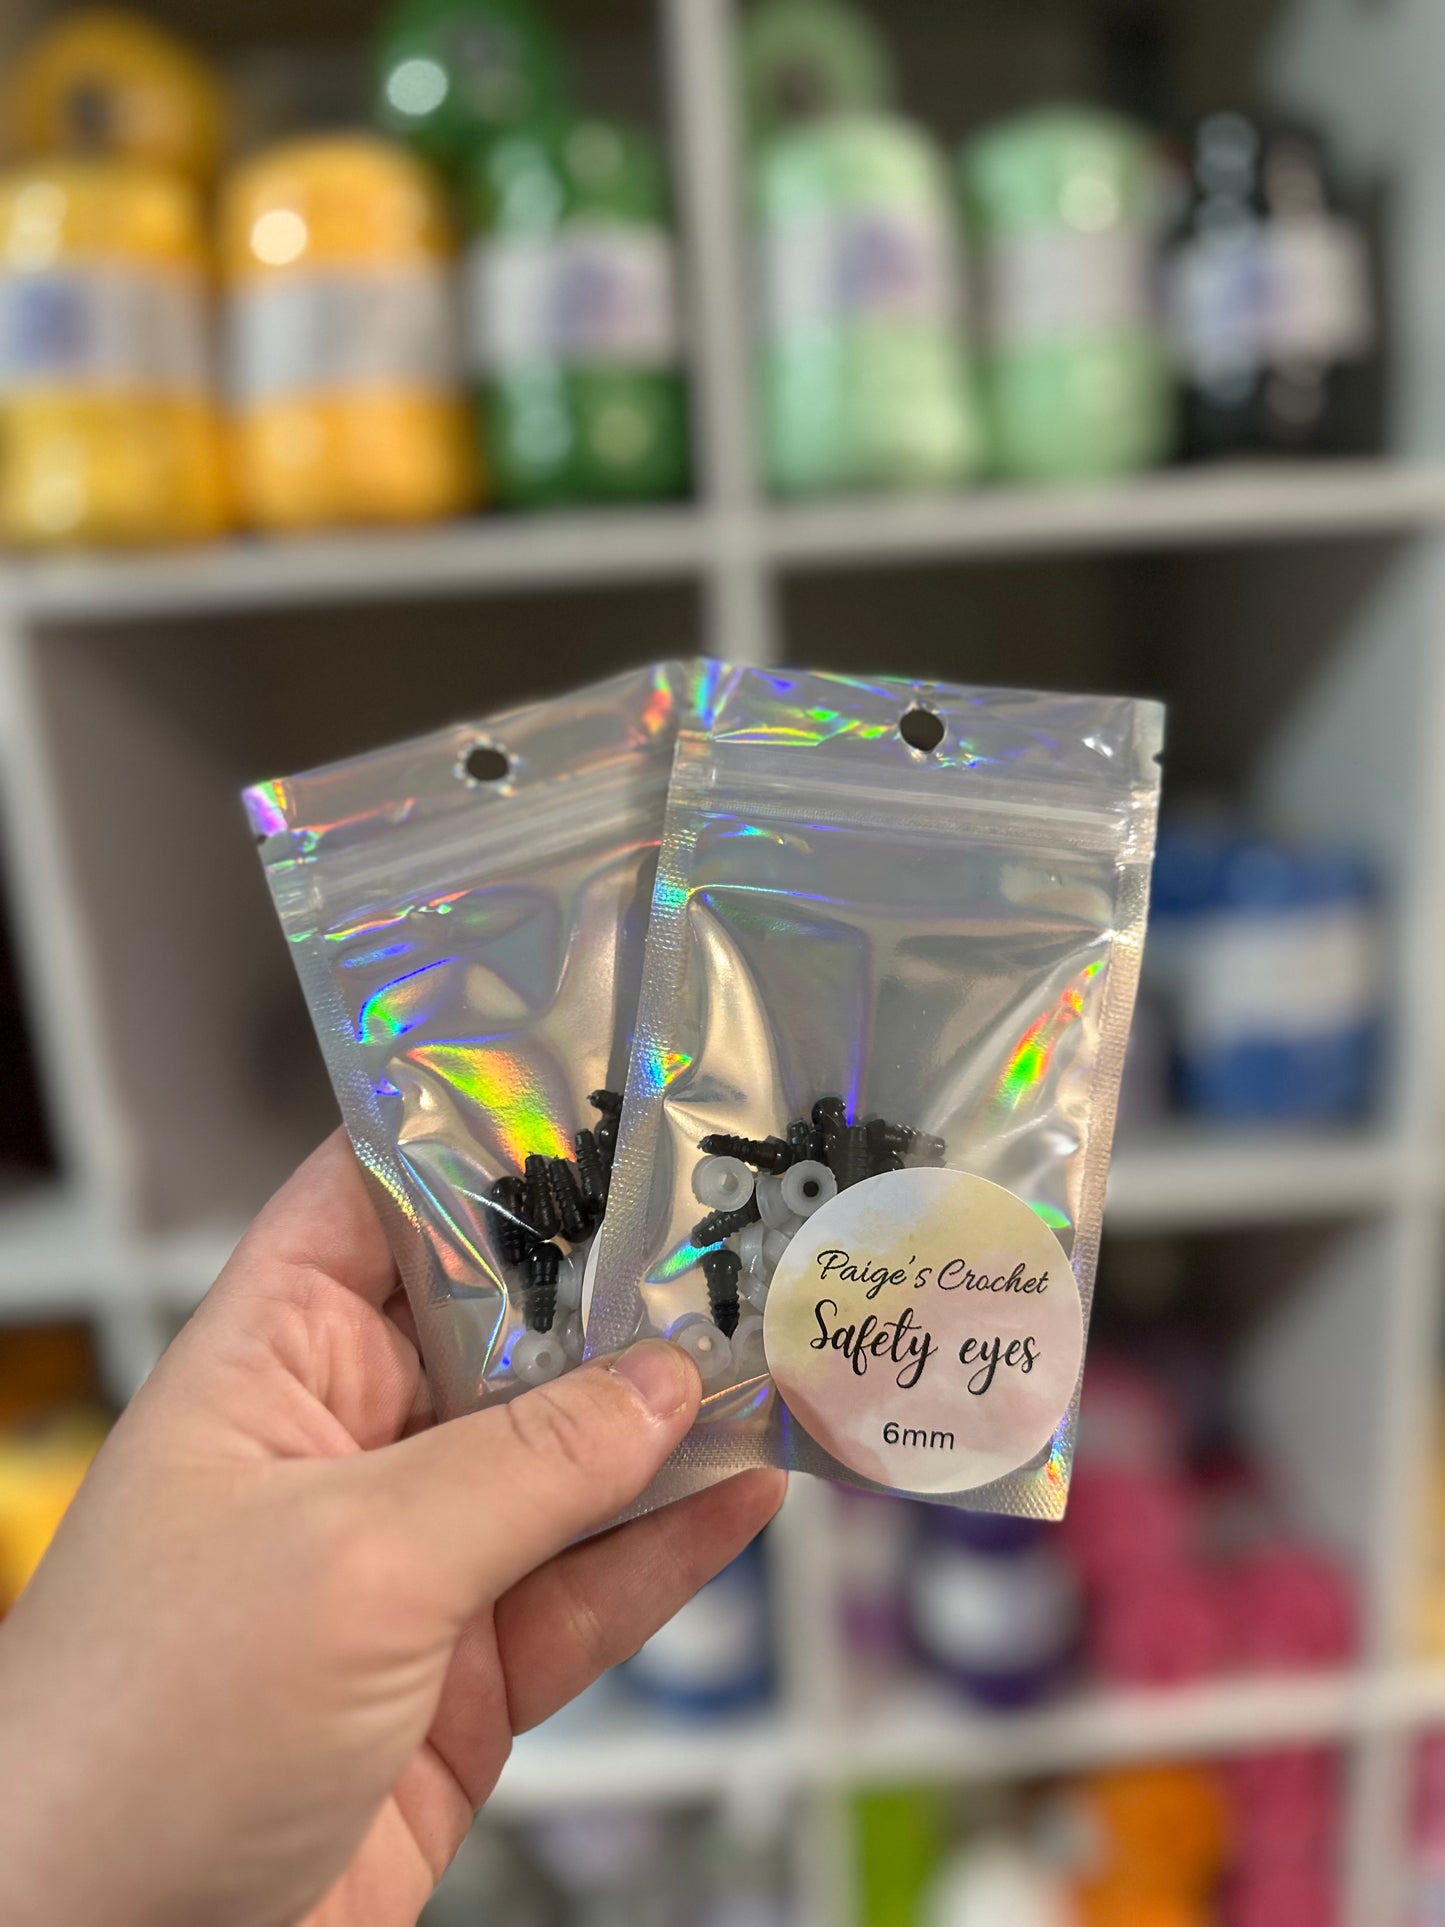 Paige's Crochet
Safety eyes
6mm